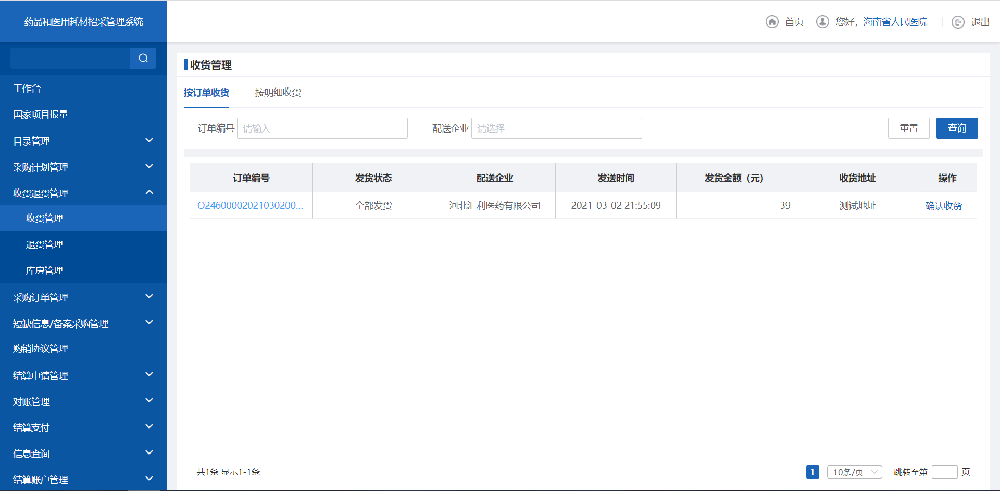 药品和医用耗材招采管理系统
首页
您好，海南省人民医院
退出
工作台
国家项目报量
目录管理
采购计划管理
收货退货管理
收货管理
退货管理
库房管理
采购订单管理
短缺信息/备案采购管理
购销协议管理
结算申请管理
对账管理
结算支付
信息查询
结算账户管理
收货管理
按订单收货 按明细收货
订单编号 请输入 配送企业 请选择 重置 查询
订单编号 发货状态 配送企业 发送时间 发货金额（元） 收货地址 操作
O24600002021030200... 全部发货 河北汇利医药有限公司 2021-03-02 21:55:09 39 测试地址 确认收货
共1条 显示1-1条 1 10条/页 跳转至第 页